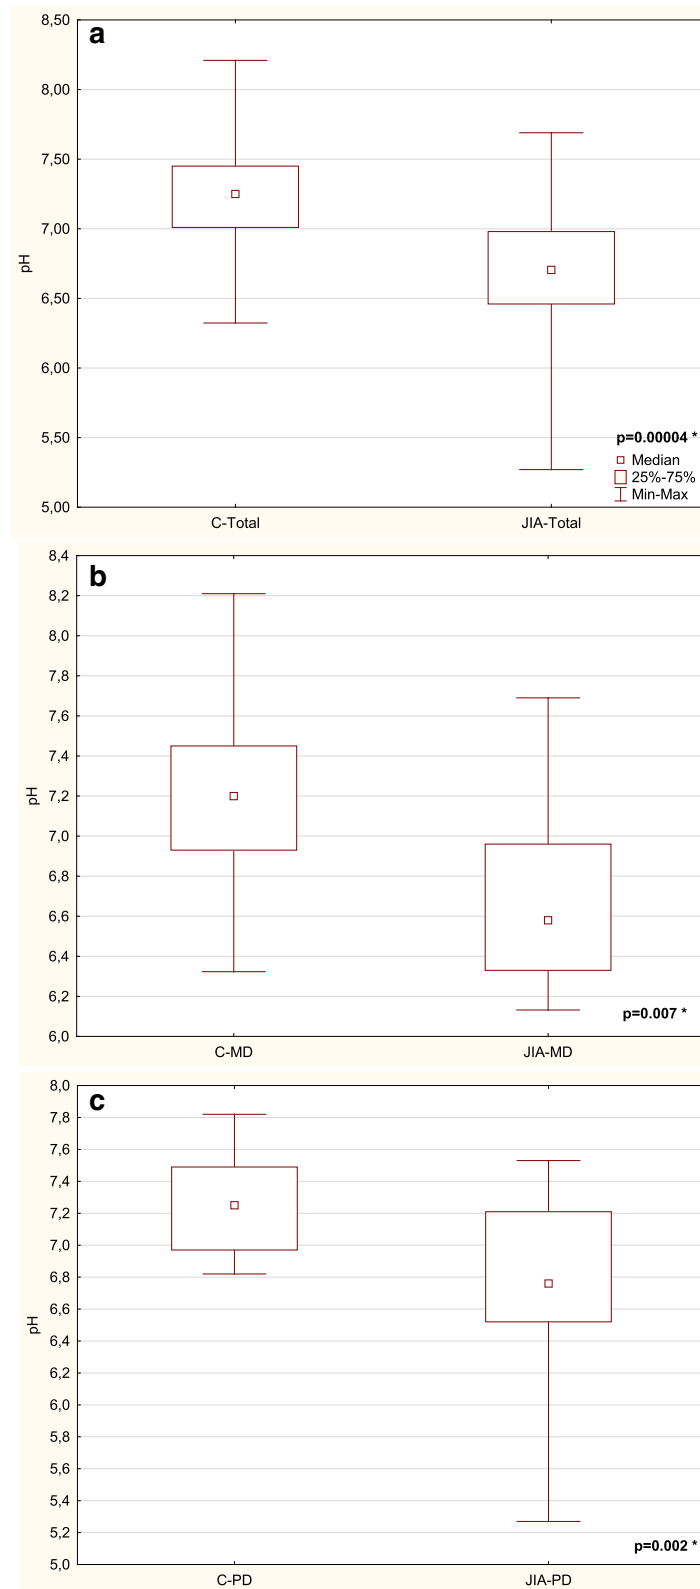 a
8,50
8,00
7,50
7,00
6,50
6,00
5,50
5,00
pH
p=0.00004 *
Median
25%-75%
Min-Max
C-Total JIA-Total
b
8,4
8,2
8,0
7,8
7,6
7,4
7,2
7,0
6,8
6,6
6,4
6,2
6,0
pH
p=0.007 *
C-MD JIA-MD
c
8,0
7,8
7,6
7,4
7,2
7,0
6,8
6,6
6,4
6,2
6,0
5,8
5,6
5,4
5,2
5,0
pH
p=0.002 *
C-PD JIA-PD